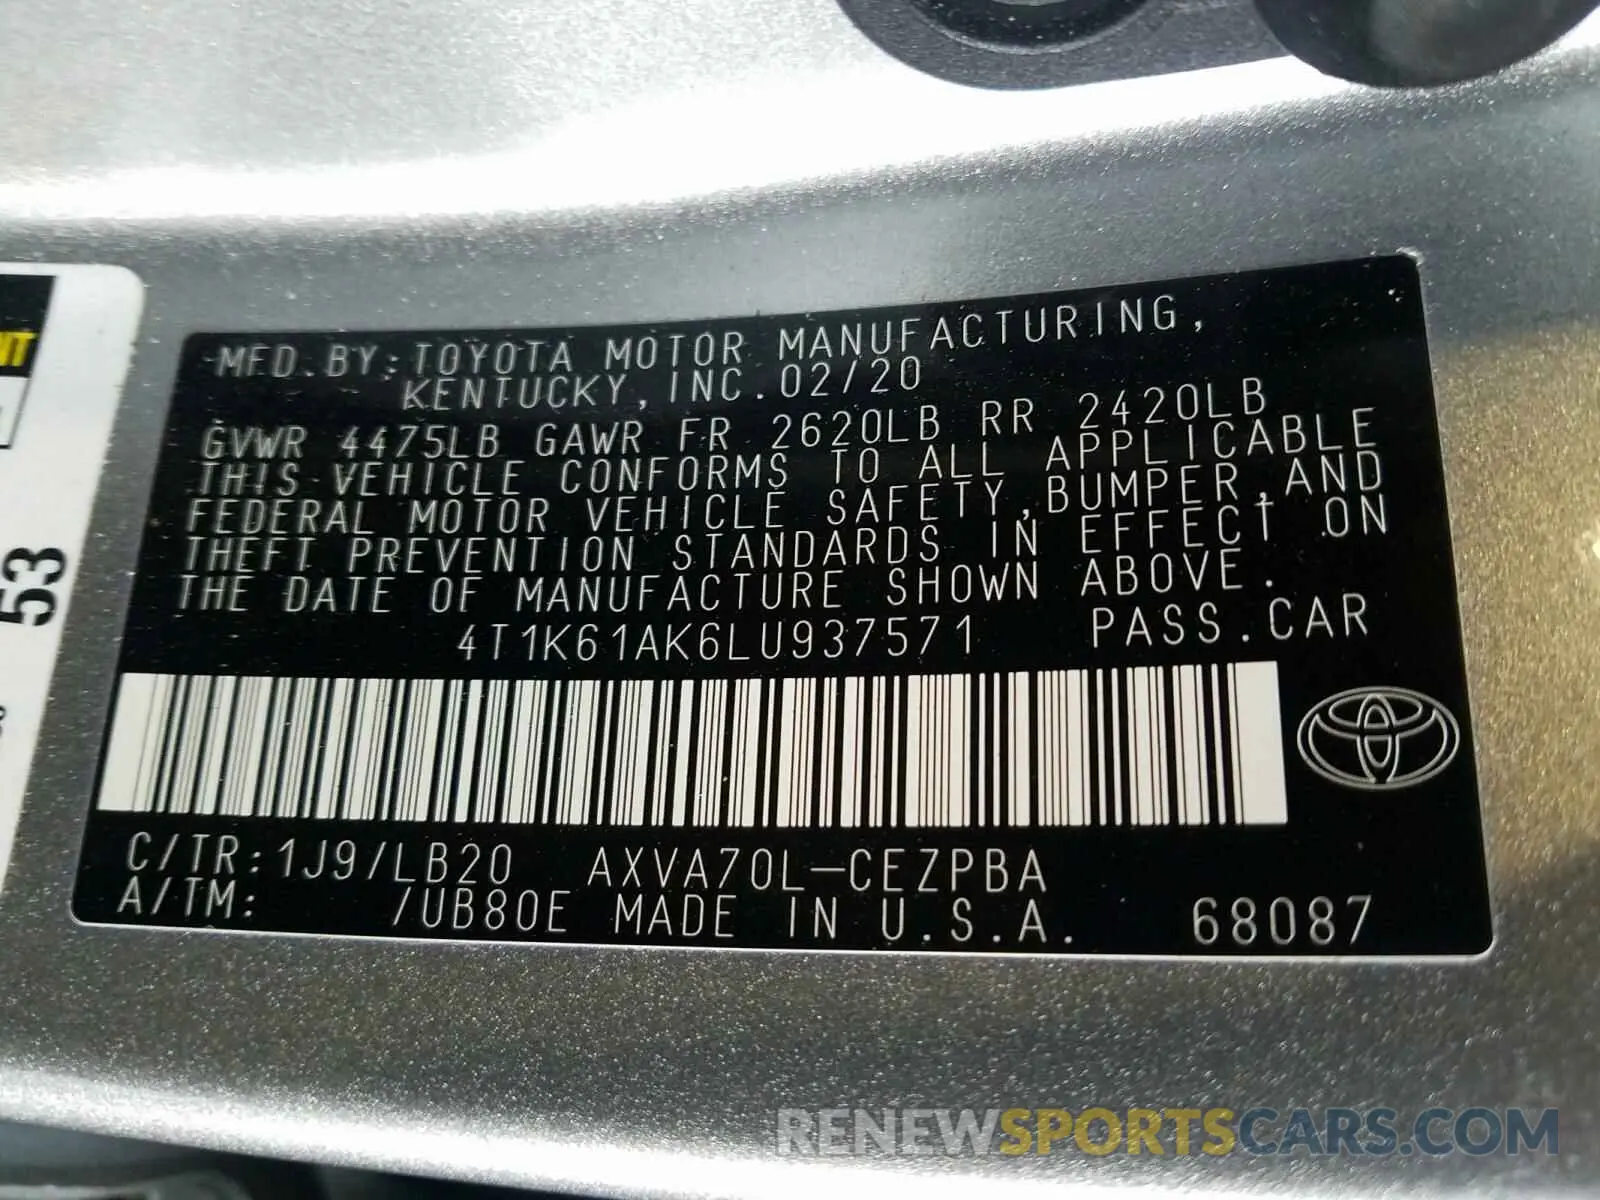 MFD.BY:TOYOTA MOTOR MANUFACTURING,
KENTUCKY,INC.02/20
GVWR 4475LB GAWR FR 2620LB RR 2420LB
THIS VEHICLE CONFORMS TO ALL APPLICABLE
FEDERAL MOTOR VEHICLE SAFETY,BUMPER,AND
THEFT PREVENTION STANDARDS IN EFFECT ON
THE DATE OF MANUFACTURE SHOWN ABOVE.
4T1K61AK6LU937571 PASS.CAR
C/TR:1J9/LB20 AXVA70L-CEZPBA
A/TM: /UB80E MADE IN U.S.A. 68087
53
RENEWSPORTSCARS.COM